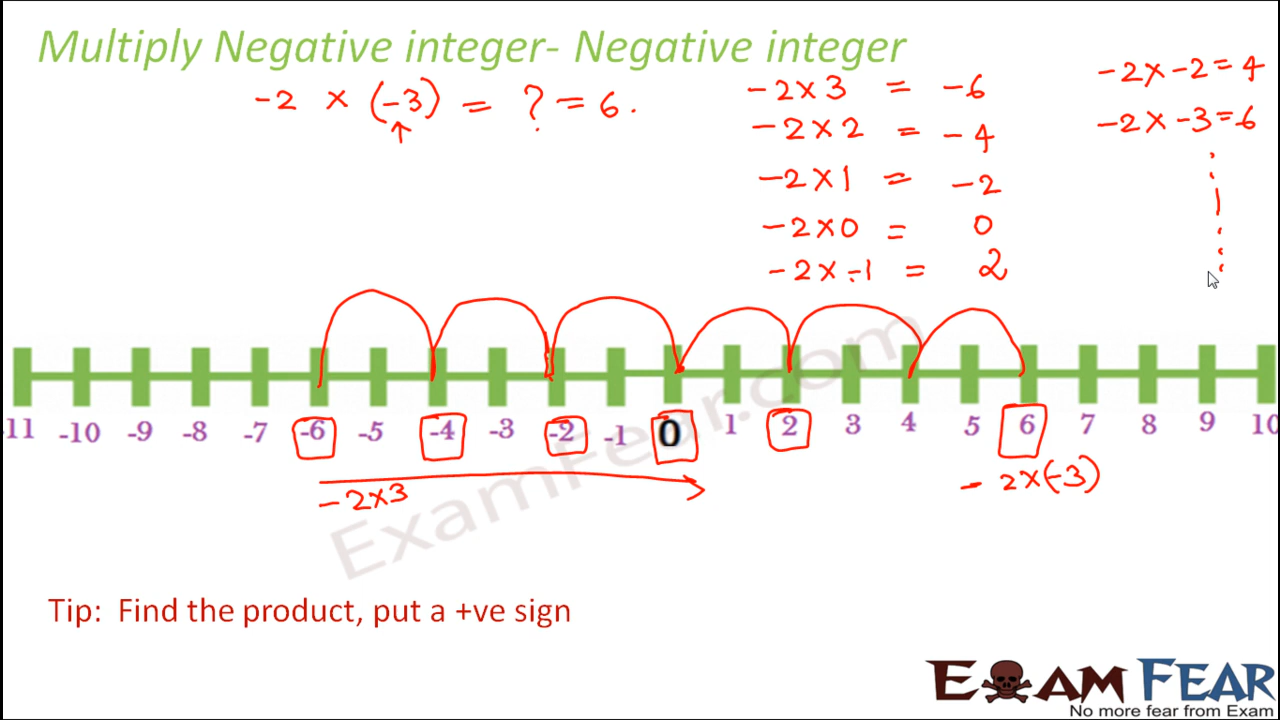 Multiply Negative integer- Negative integer
-2 × (-3) = ? = 6.
-2×3 = -6
-2×2 = -4
-2×1 = -2
-2×0 = 0
-2×-1 = 2
-2×-2=4
-2×-3=6
-11 -10 -9 -8 -7 -6 -5 -4 -3 -2 -1 0 1 2 3 4 5 6 7 8 9 10
-2×3
-2×(-3)
ExamFear.com
Tip: Find the product, put a +ve sign
EXAM FEAR
No more fear from Exam